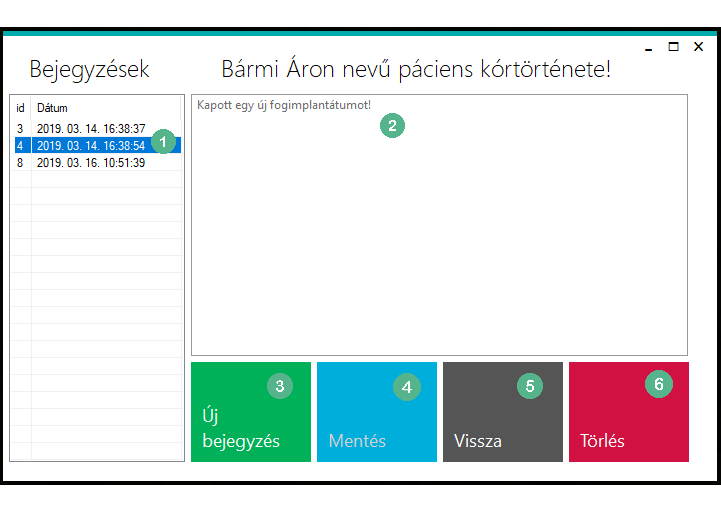 Bejegyzések
Bármi Áron nevű páciens kórtörténete!
id Dátum
3 2019. 03. 14. 16:38:37
4 2019. 03. 14. 16:38:54
8 2019. 03. 16. 10:51:39
1
Kapott egy új fogimplantátumot!
2
3
Új
bejegyzés
4
Mentés
5
Vissza
6
Törlés